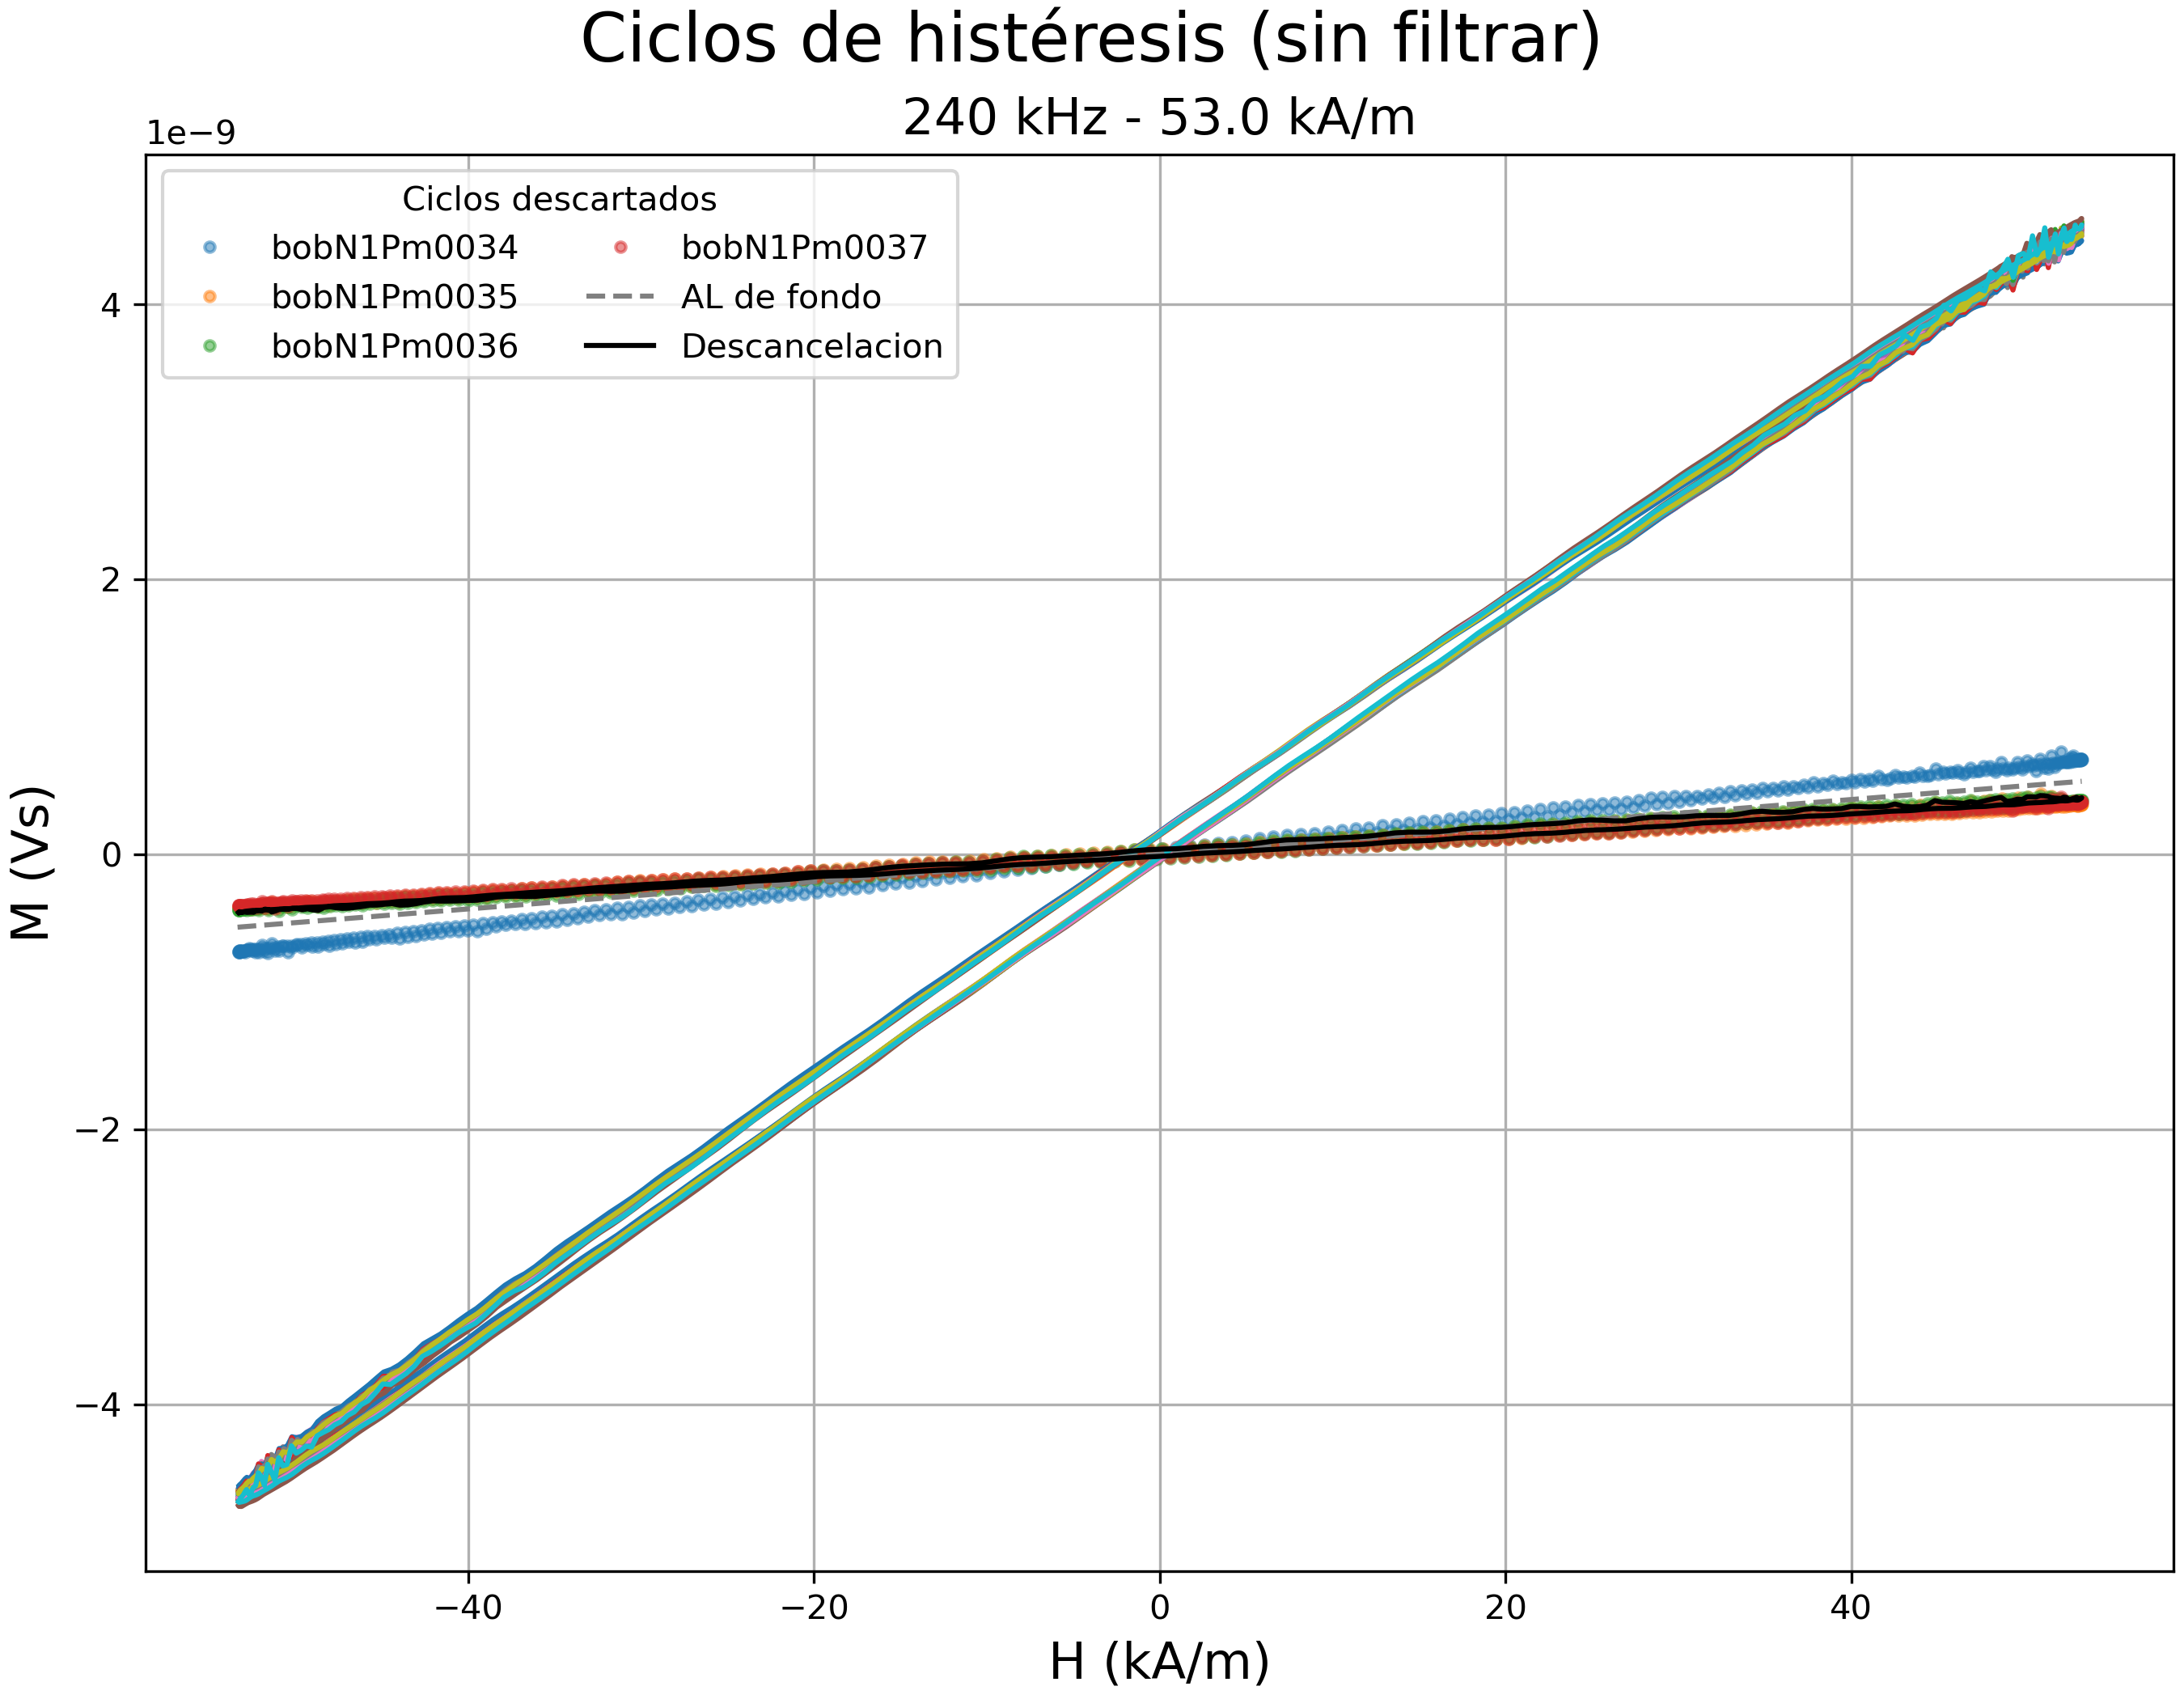 Ciclos de histéresis (sin filtrar)
240 kHz - 53.0 kA/m
1e−9
Ciclos descartados
bobN1Pm0034
bobN1Pm0035
bobN1Pm0036
bobN1Pm0037
AL de fondo
Descancelacion
4
2
0
−2
−4
M (Vs)
−40
−20
0
20
40
H (kA/m)